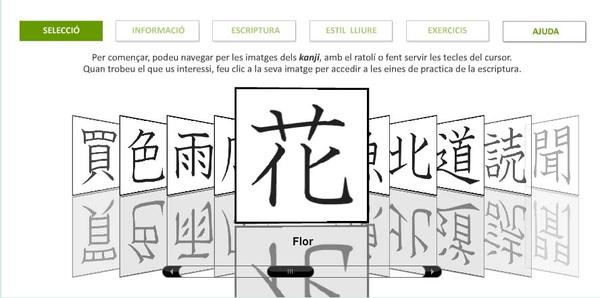 SELECCIÓ INFORMACIÓ ESCRIPTURA ESTIL LLIURE EXERCICIS AJUDA
Per començar, podeu navegar per les imatges dels kanji, amb el ratolí o fent servir les tecles del cursor.
Quan trobeu el que us interessi, feu clic a la seva imatge per accedir a les eines de practica de la escriptura.
買 色 雨 花 北 道 読 聞
Flor